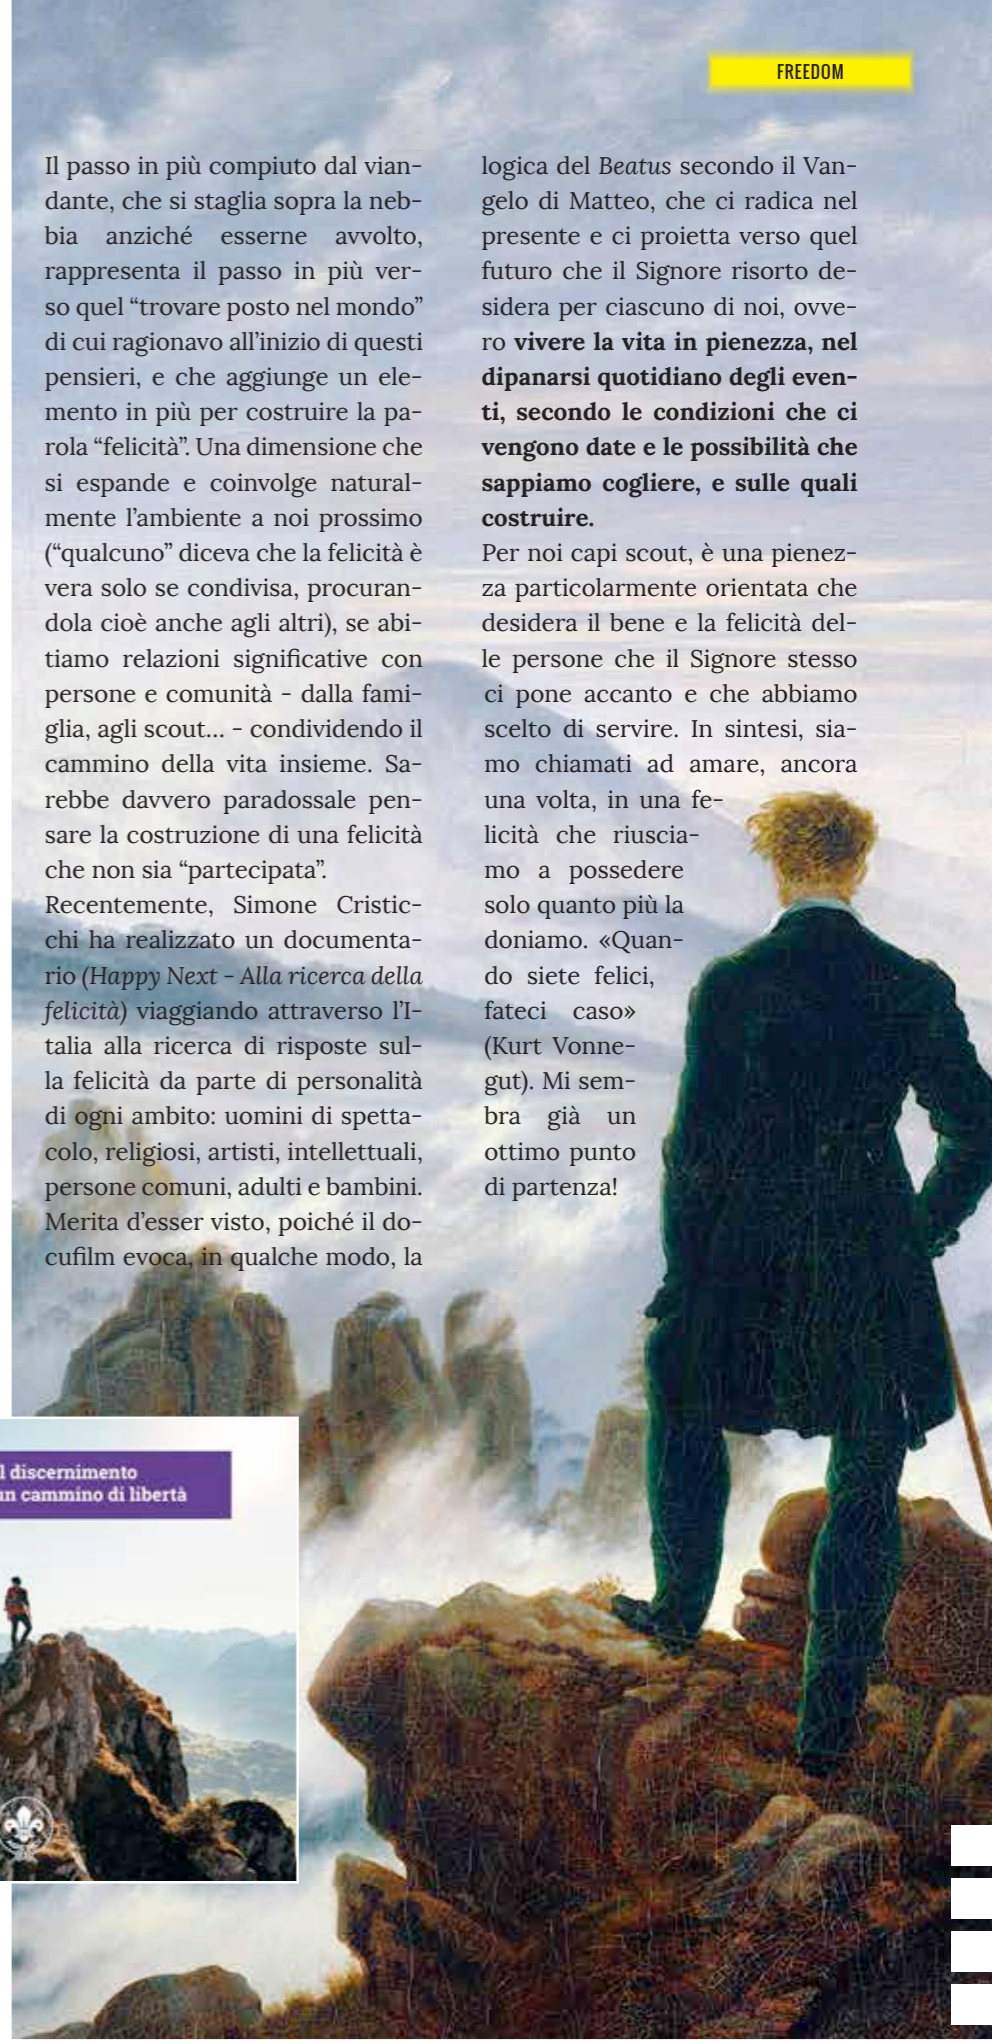 FREEDOM
Il passo in più compiuto dal vian-
dante, che si staglia sopra la neb-
bia anziché esserne avvolto,
rappresenta il passo in più ver-
so quel “trovare posto nel mondo”
di cui ragionavo all’inizio di questi
pensieri, e che aggiunge un ele-
mento in più per costruire la pa-
rola “felicità”. Una dimensione che
si espande e coinvolge natural-
mente l’ambiente a noi prossimo
(“qualcuno” diceva che la felicità è
vera solo se condivisa, procuran-
dola cioè anche agli altri), se abi-
tiamo relazioni significative con
persone e comunità - dalla fami-
glia, agli scout... - condividendo il
cammino della vita insieme. Sa-
rebbe davvero paradossale pen-
sare la costruzione di una felicità
che non sia “partecipata”.
Recentemente, Simone Cristic-
chi ha realizzato un documenta-
rio (Happy Next - Alla ricerca della
felicità) viaggiando attraverso l’I-
talia alla ricerca di risposte sul-
la felicità da parte di personalità
di ogni ambito: uomini di spetta-
colo, religiosi, artisti, intellettuali,
persone comuni, adulti e bambini.
Merita d’esser visto, poiché il do-
cufilm evoca, in qualche modo, la
logica del Beatus secondo il Van-
gelo di Matteo, che ci radica nel
presente e ci proietta verso quel
futuro che il Signore risorto de-
sidera per ciascuno di noi, ovve-
ro vivere la vita in pienezza, nel
dipanarsi quotidiano degli even-
ti, secondo le condizioni che ci
vengono date e le possibilità che
sappiamo cogliere, e sulle quali
costruire.
Per noi capi scout, è una pienez-
za particolarmente orientata che
desidera il bene e la felicità del-
le persone che il Signore stesso
ci pone accanto e che abbiamo
scelto di servire. In sintesi, sia-
mo chiamati ad amare, ancora
una volta, in una fe-
licità che riuscia-
mo a possedere
solo quanto più la
doniamo. «Quan-
do siete felici,
fateci caso»
(Kurt Vonne-
gut). Mi sem-
bra già un
ottimo punto
di partenza!
l discernimento
un cammino di libertà